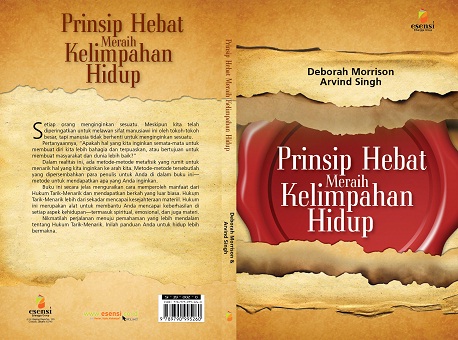 Prinsip Hebat
Meraih
Kelimpahan
Hidup
Setiap orang menginginkan sesuatu. Meskipun kita telah
diperingatkan untuk melawan sifat manusiawi ini oleh tokoh-tokoh
besar, tapi manusia tidak berhenti untuk menginginkan sesuatu.
Pertanyaannya, "Apakah hal yang kita inginkan semata-mata untuk
membuat diri kita lebih bahagia dan terpuaskan, atau bertujuan untuk
membuat masyarakat dan dunia lebih baik?"
Dalam realitas ini, ada metode-metode metafisik yang rumit untuk
menarik hal yang kita inginkan ke arah kita. Metode-metode tersebutlah
yang dipersembahkan para penulis untuk Anda di dalam buku ini—
metode untuk mendapatkan apa yang Anda inginkan.
Buku ini secara jelas menguraikan cara memperoleh manfaat dari
Hukum Tarik-Menarik dan mendapatkan berkah yang luar biasa. Hukum
Tarik-Menarik lebih dari sekadar mencapai kesejahteraan materiil. Hukum
ini merupakan alat untuk membantu Anda mencapai keberhasilan di
setiap aspek kehidupan—termasuk spiritual, emosional, dan juga materi.
Nikmatilah perjalanan menuju pemahaman yang lebih mendalam
tentang Hukum Tarik-Menarik. Inilah panduan Anda untuk hidup lebih
bermakna.
esensi
esensi
9 789790 995260
Prinsip Hebat Meraih Kelimpahan Hidup
Deborah Morrison &
Arvind Singh
esensi
esensi
Deborah Morrison
Arvind Singh
Prinsip Hebat
Meraih
Kelimpahan
Hidup